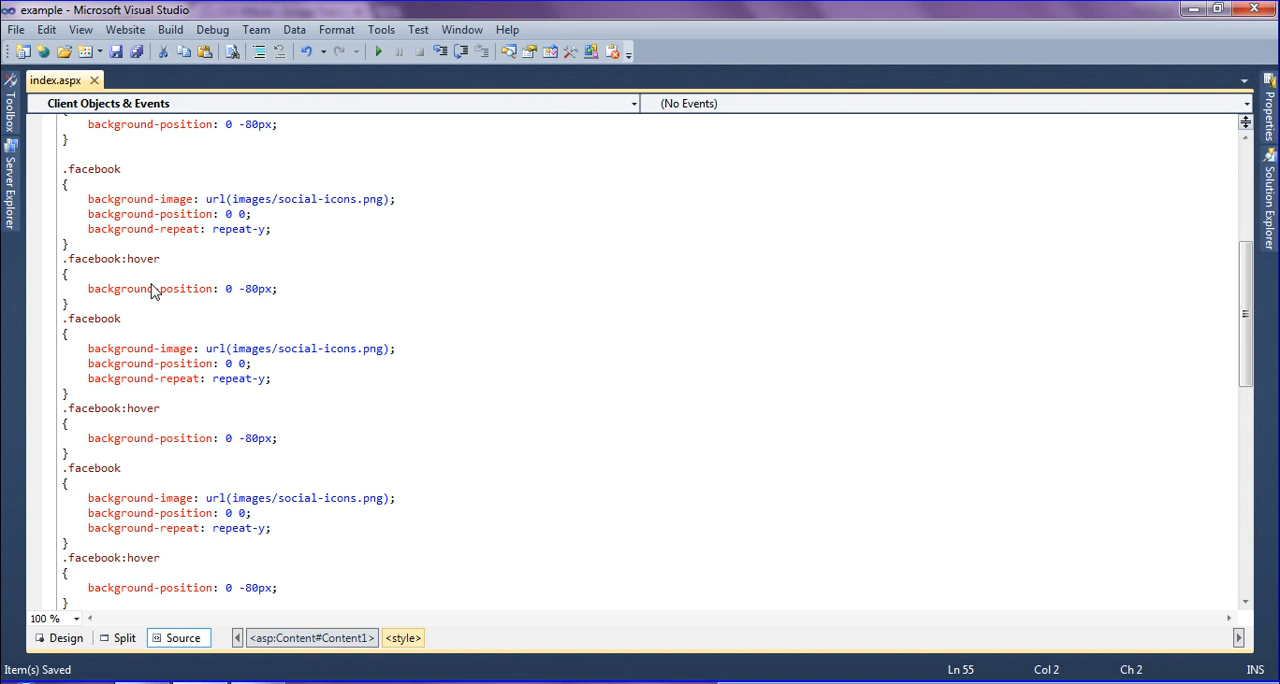 example - Microsoft Visual Studio
File Edit View Website Build Debug Team Format Data Tools Test Window Help
index.aspx
Toolbox
Server Explorer
Client Objects & Events (No Events)
Properties
Solution Explorer
{
background-position: 0 -80px;
}
.facebook
{
background-image: url(images/social-icons.png);
background-position: 0 0;
background-repeat: repeat-y;
}
.facebook:hover
{
background-position: 0 -80px;
}
.facebook
{
background-image: url(images/social-icons.png);
background-position: 0 0;
background-repeat: repeat-y;
}
.facebook:hover
{
background-position: 0 -80px;
}
.facebook
{
background-image: url(images/social-icons.png);
background-position: 0 0;
background-repeat: repeat-y;
}
.facebook:hover
{
background-position: 0 -80px;
}
100 %
Design Split Source <asp:Content#Content1> <style>
Item(s) Saved Ln 55 Col 2 Ch 2 INS